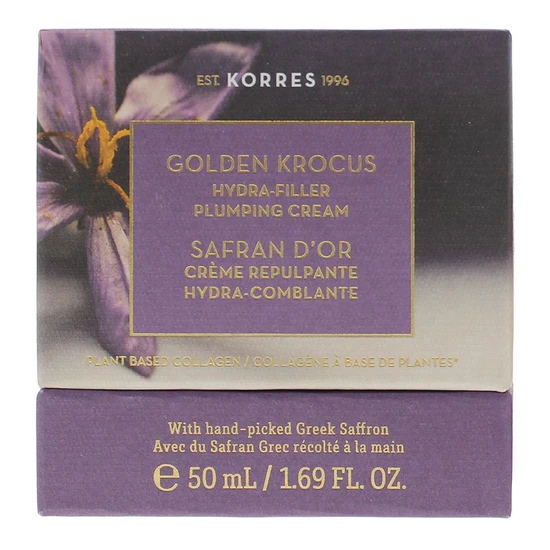 EST. KORRES 1996
GOLDEN KROCUS
HYDRA-FILLER
PLUMPING CREAM
SAFRAN D'OR
CRÈME REPULPANTE
HYDRA-COMBLANTE
PLANT BASED COLLAGEN / COLLAGÈNE À BASE DE PLANTES*
With hand-picked Greek Saffron
Avec du Safran Grec récolté à la main
℮ 50 mL / 1.69 FL. OZ.